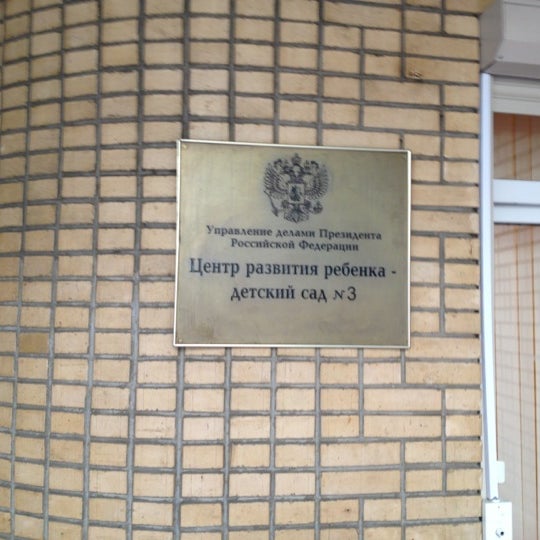 Управление делами Президента
Российской Федерации
Центр развития ребенка -
детский сад №3